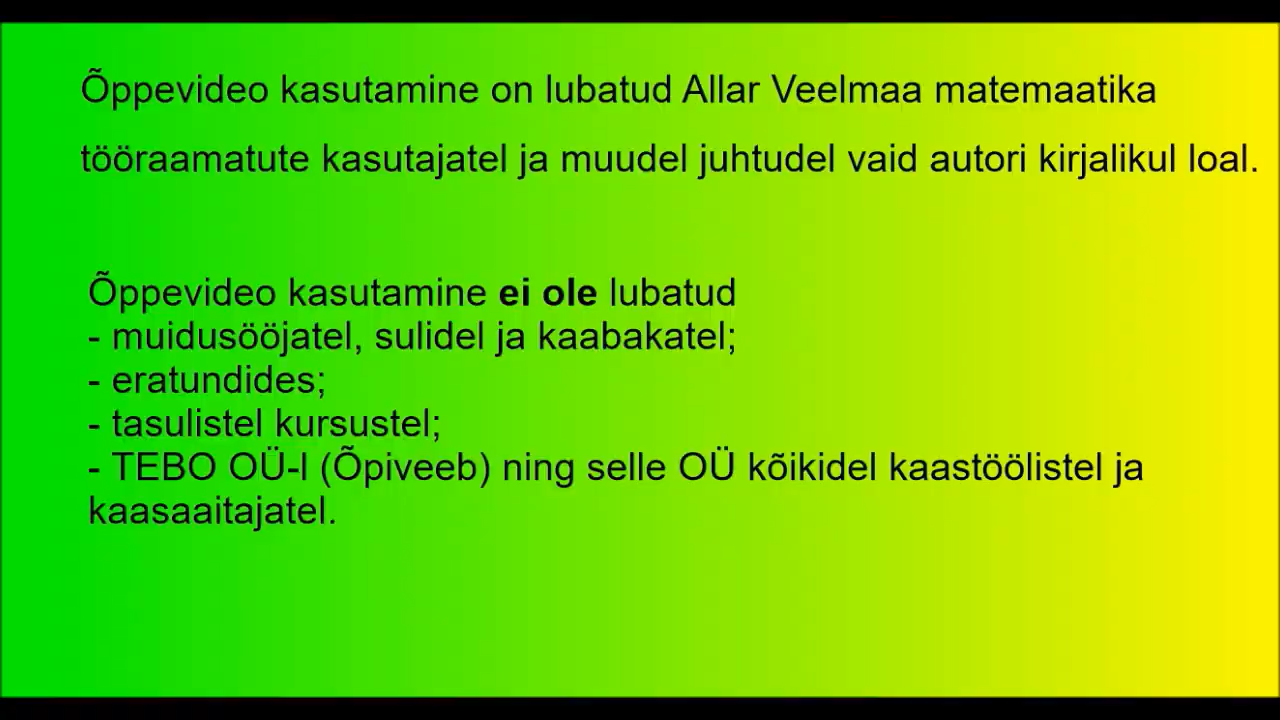 Õppevideo kasutamine on lubatud Allar Veelmaa matemaatika
tööraamatute kasutajatel ja muudel juhtudel vaid autori kirjalikul loal.
Õppevideo kasutamine ei ole lubatud
- muidusööjatel, sulidel ja kaabakatel;
- eratundides;
- tasulistel kursustel;
- TEBO OÜ-l (Õpiveeb) ning selle OÜ kõikidel kaastöölistel ja
kaasaaitajatel.